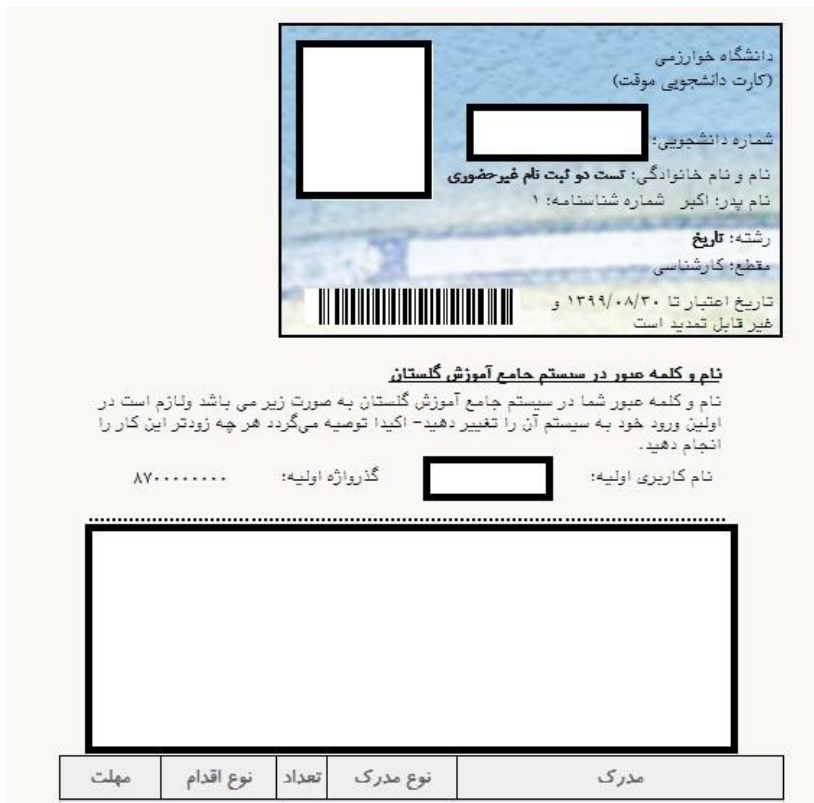 دانشگاه خوارزمی
(کارت دانشجویی موقت)
شماره دانشجویی:
نام و نام خانوادگی: تست دو ثبت نام غیرحضوری
نام پدر: اکبر شماره شناسنامه: ۱
رشته: تاریخ
مقطع: کارشناسی
تاریخ اعتبار تا ۱۳۹۹/۰۸/۳۰ و
غیر قابل تمدید است
نام و کلمه عبور در سیستم جامع آموزش گلستان
نام و کلمه عبور شما در سیستم جامع آموزش گلستان به صورت زیر می باشد ولازم است در
اولین ورود خود به سیستم آن را تغییر دهید- اکیدا توصیه می‌گردد هر چه زودتر این کار را
انجام دهید.
نام کاربری اولیه: گذرواژه اولیه: ۸۷۰۰۰۰۰۰۰۰
مدرک نوع مدرک تعداد نوع اقدام مهلت